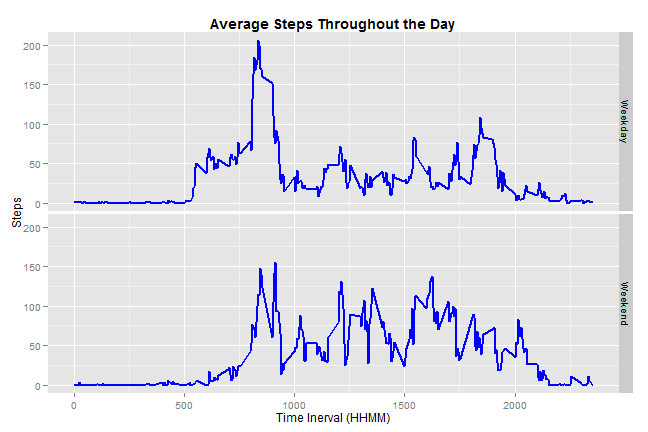 Average Steps Throughout the Day
200
150
100
50
0
Weekday
Steps
200
150
100
50
0
Weekend
0 500 1000 1500 2000
Time Inerval (HHMM)